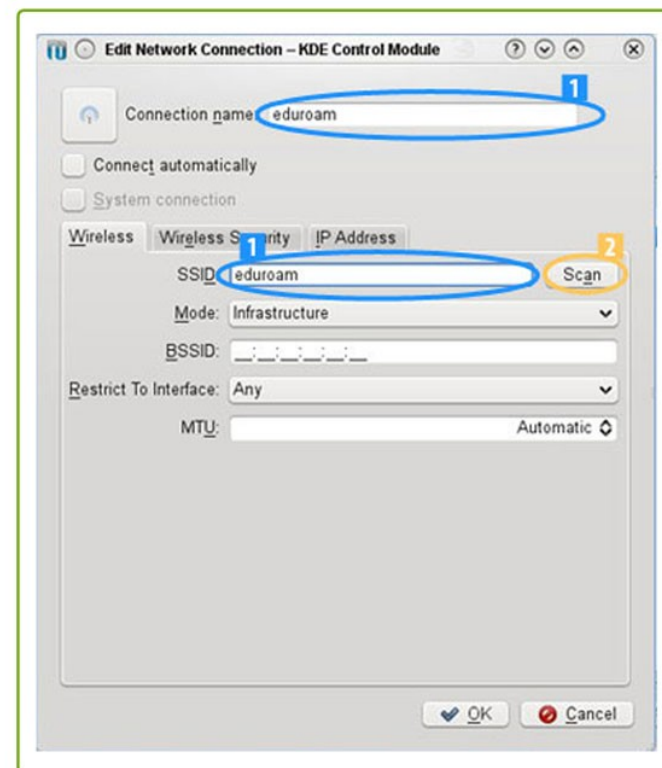 Edit Network Connection – KDE Control Module
1
Connection name: eduroam
Connect automatically
System connection
Wireless Wireless Security IP Address
1 2
SSID: eduroam Scan
Mode: Infrastructure
BSSID: __:__:__:__:__:__
Restrict To Interface: Any
MTU: Automatic
OK Cancel